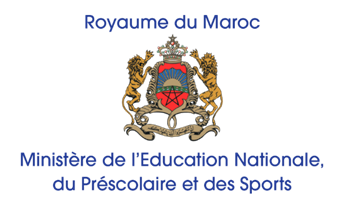 Royaume du Maroc
Ministère de l'Education Nationale,
du Préscolaire et des Sports